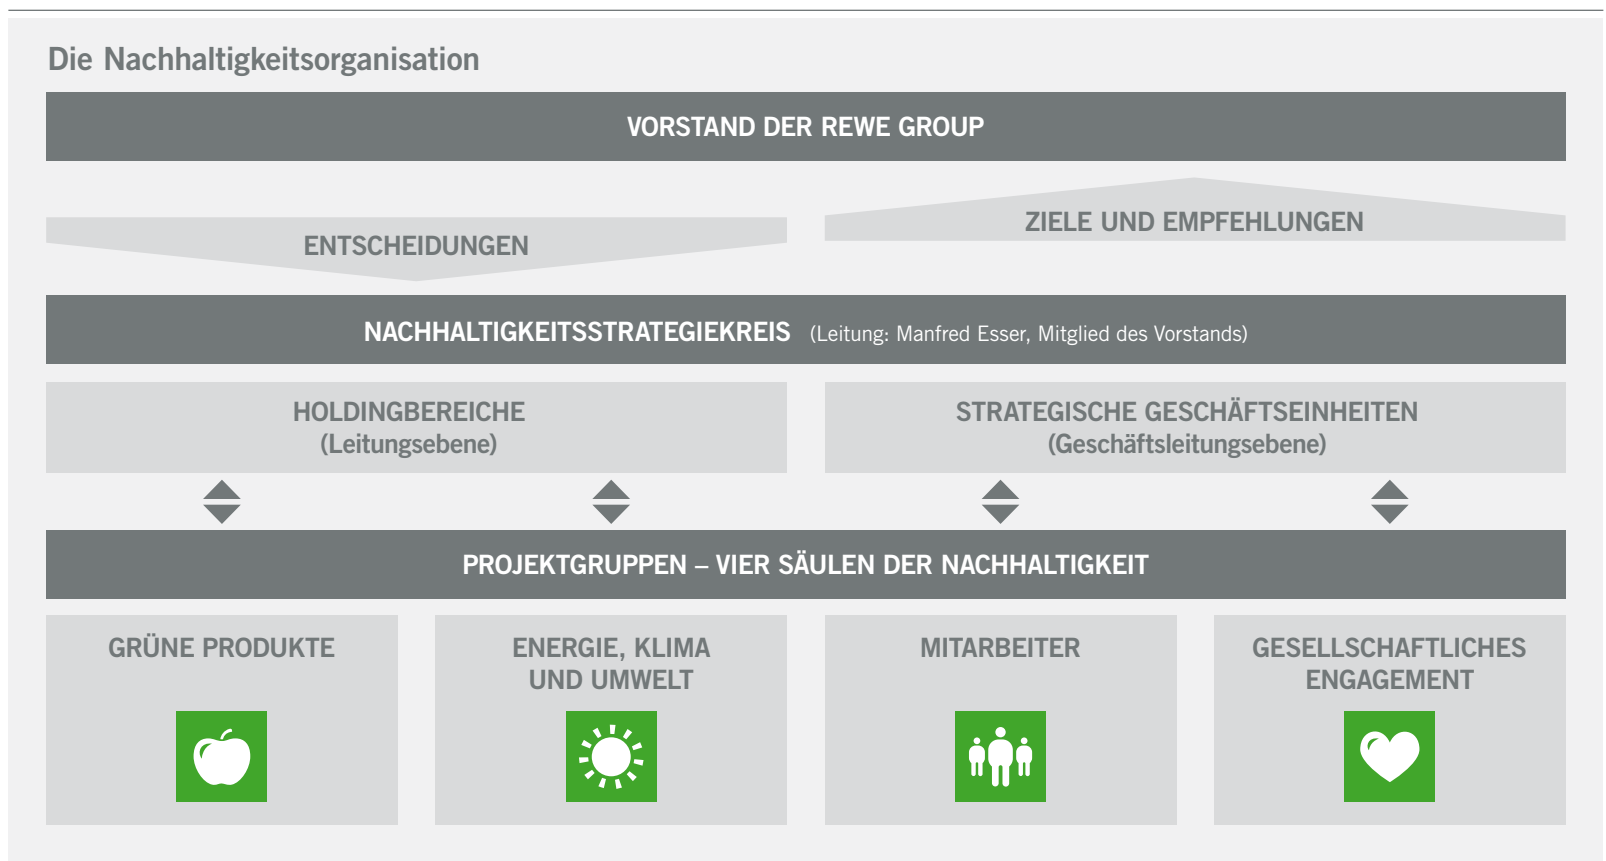 Die Nachhaltigkeitsorganisation
VORSTAND DER REWE GROUP
ENTSCHEIDUNGEN
ZIELE UND EMPFEHLUNGEN
NACHHALTIGKEITSSTRATEGIEKREIS (Leitung: Manfred Esser, Mitglied des Vorstands)
HOLDINGBEREICHE
(Leitungsebene)
STRATEGISCHE GESCHÄFTSEINHEITEN
(Geschäftsleitungsebene)
PROJEKTGRUPPEN – VIER SÄULEN DER NACHHALTIGKEIT
GRÜNE PRODUKTE
ENERGIE, KLIMA
UND UMWELT
MITARBEITER
GESELLSCHAFTLICHES
ENGAGEMENT